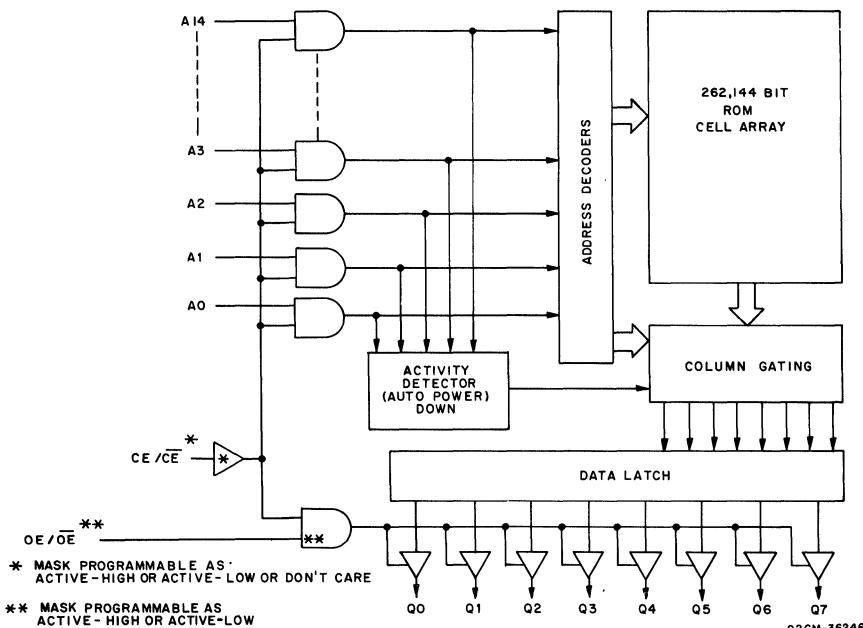 A14
A3
A2
A1
A0
ADDRESS DECODERS
262,144 BIT
ROM
CELL ARRAY
ACTIVITY
DETECTOR
(AUTO POWER)
DOWN
COLUMN GATING
CE/CE *
*
DATA LATCH
OE/OE **
**
* MASK PROGRAMMABLE AS
ACTIVE-HIGH OR ACTIVE-LOW OR DON'T CARE
** MASK PROGRAMMABLE AS
ACTIVE-HIGH OR ACTIVE-LOW
Q0 Q1 Q2 Q3 Q4 Q5 Q6 Q7